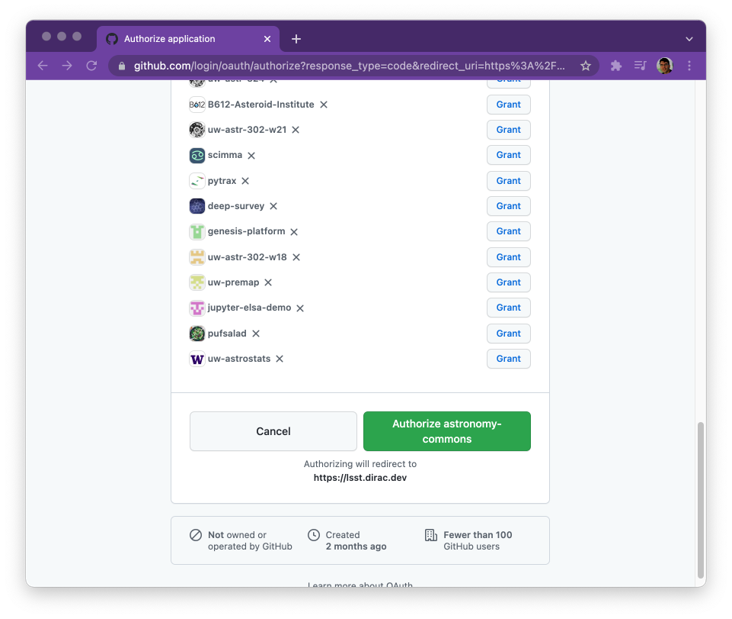 Authorize application
github.com/login/oauth/authorize?response_type=code&redirect_uri=https%3A%2F...
uw-astr-324 Grant
B612 B612-Asteroid-Institute Grant
uw-astr-302-w21 Grant
scimma Grant
pytrax Grant
deep-survey Grant
genesis-platform Grant
uw-astr-302-w18 Grant
uw-premap Grant
jupyter-elsa-demo Grant
pufsalad Grant
W uw-astrostats Grant
Cancel
Authorize astronomy-
commons
Authorizing will redirect to
https://lsst.dirac.dev
Not owned or
operated by GitHub
Created
2 months ago
Fewer than 100
GitHub users
Learn more about OAuth